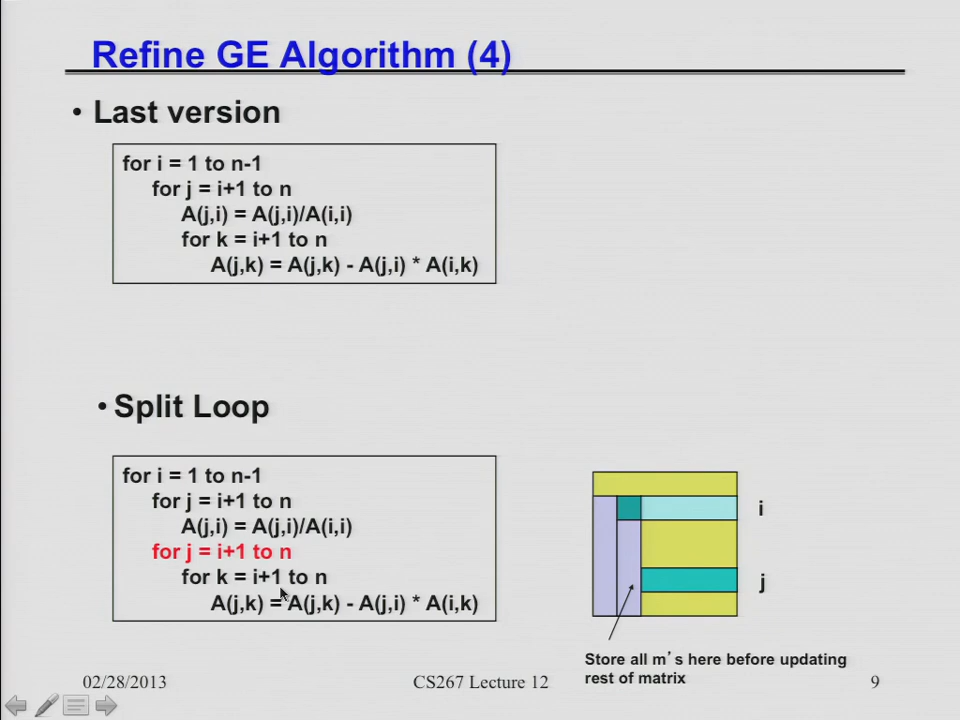 Refine GE Algorithm (4)
• Last version
for i = 1 to n-1
for j = i+1 to n
A(j,i) = A(j,i)/A(i,i)
for k = i+1 to n
A(j,k) = A(j,k) - A(j,i) * A(i,k)
• Split Loop
for i = 1 to n-1
for j = i+1 to n
A(j,i) = A(j,i)/A(i,i)
for j = i+1 to n
for k = i+1 to n
A(j,k) = A(j,k) - A(j,i) * A(i,k)
i
j
Store all m's here before updating
rest of matrix
02/28/2013
CS267 Lecture 12
9